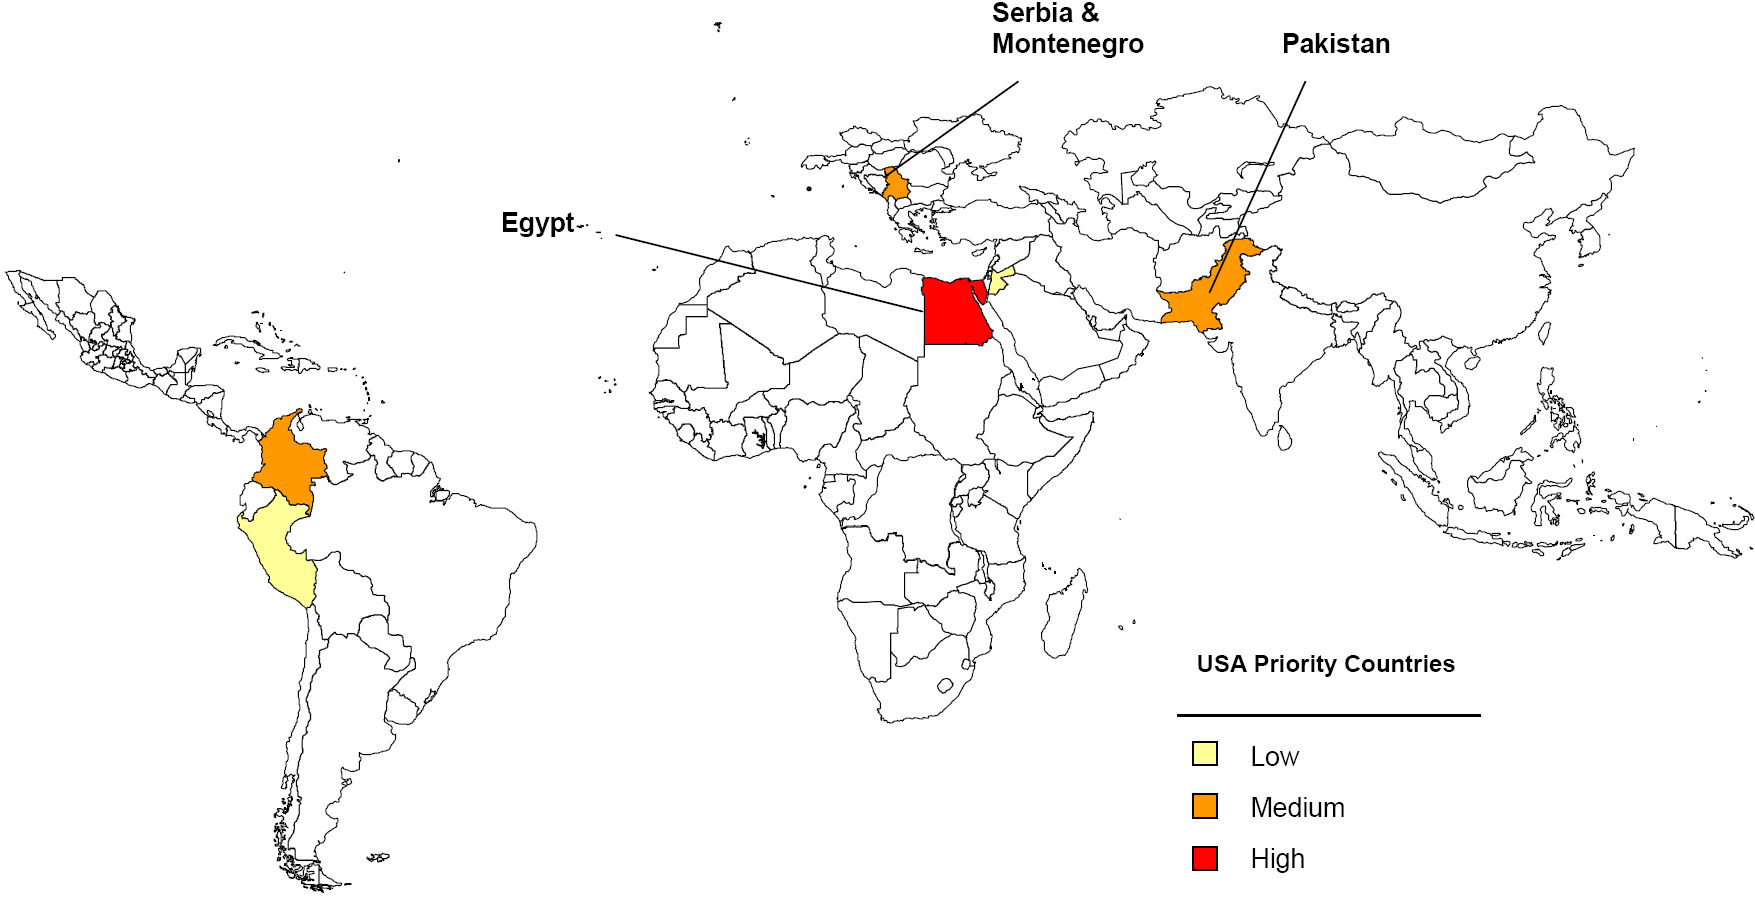 Serbia &
Montenegro
Pakistan
Egypt
USA Priority Countries
Low
Medium
High